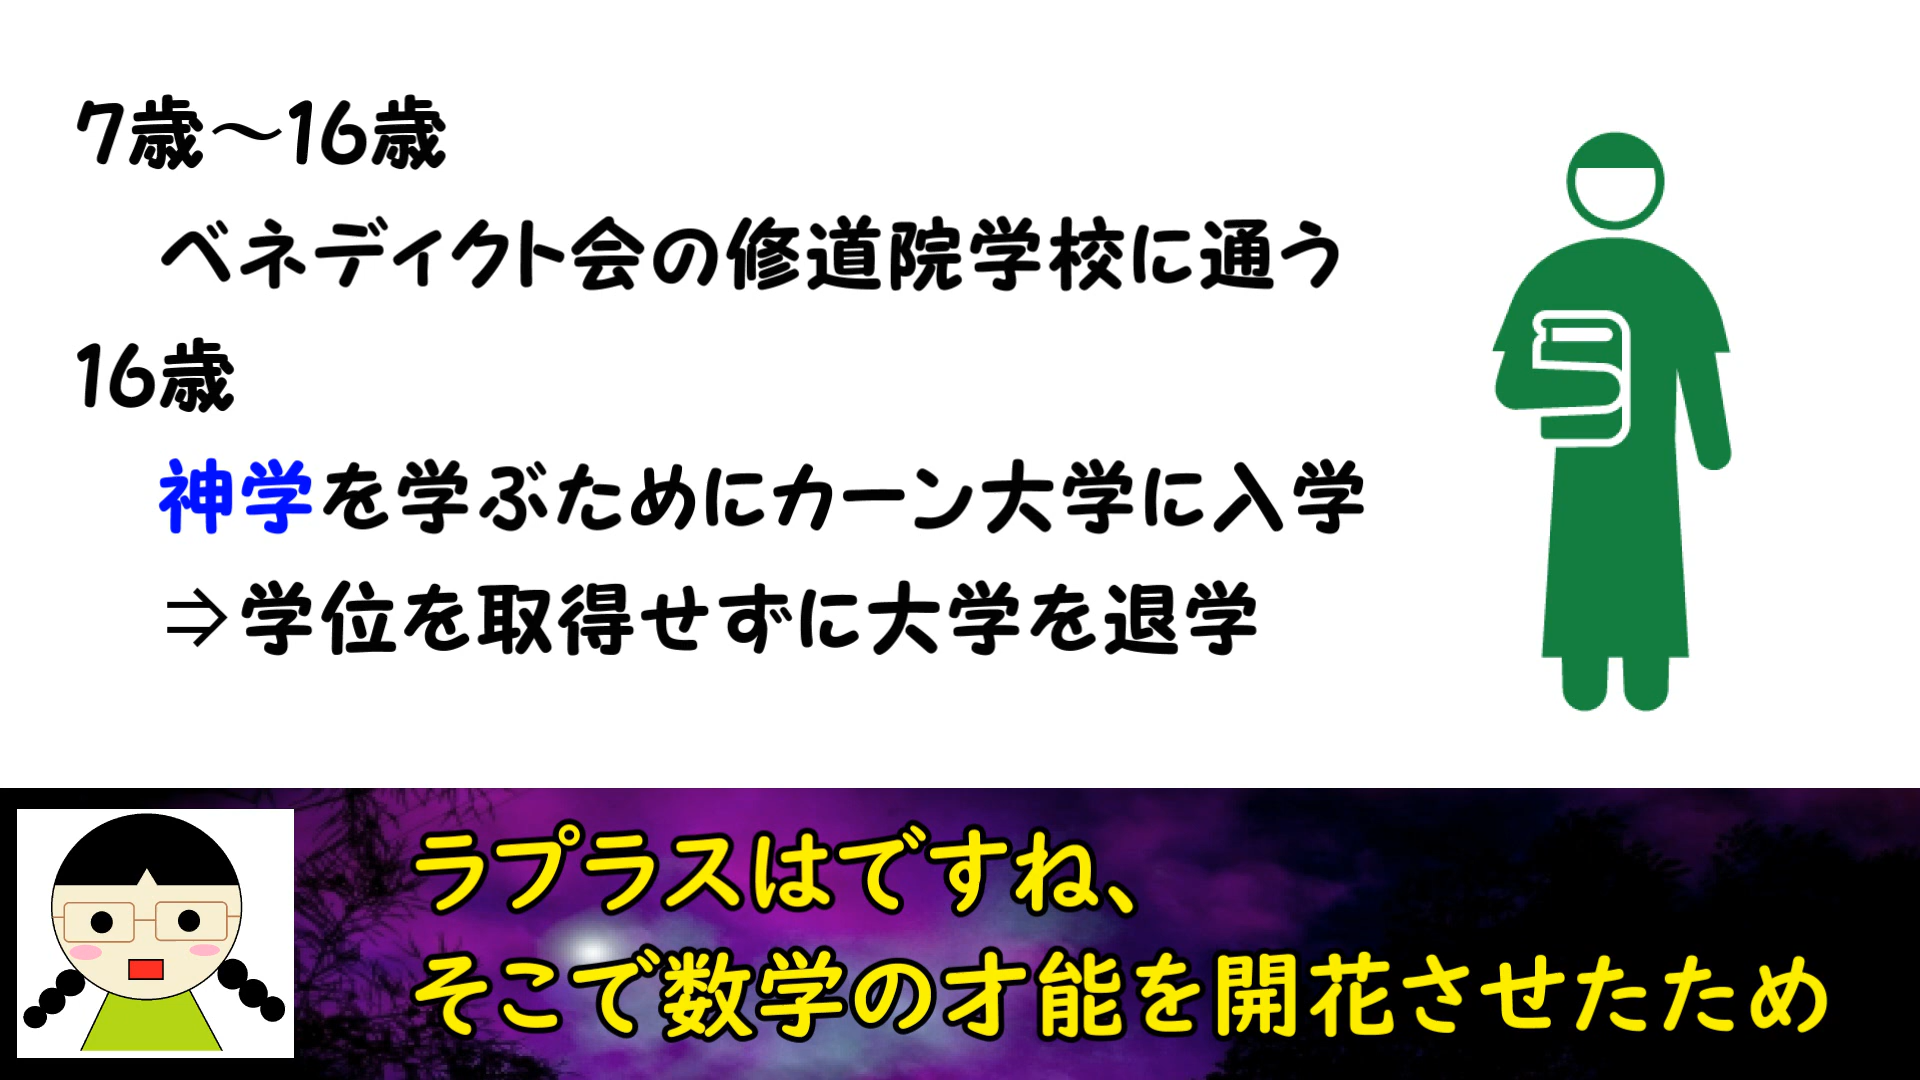 7歳～16歳
ベネディクト会の修道院学校に通う
16歳
神学を学ぶためにカーン大学に入学
⇒学位を取得せずに大学を退学
ラプラスはですね、
そこで数学の才能を開花させたため